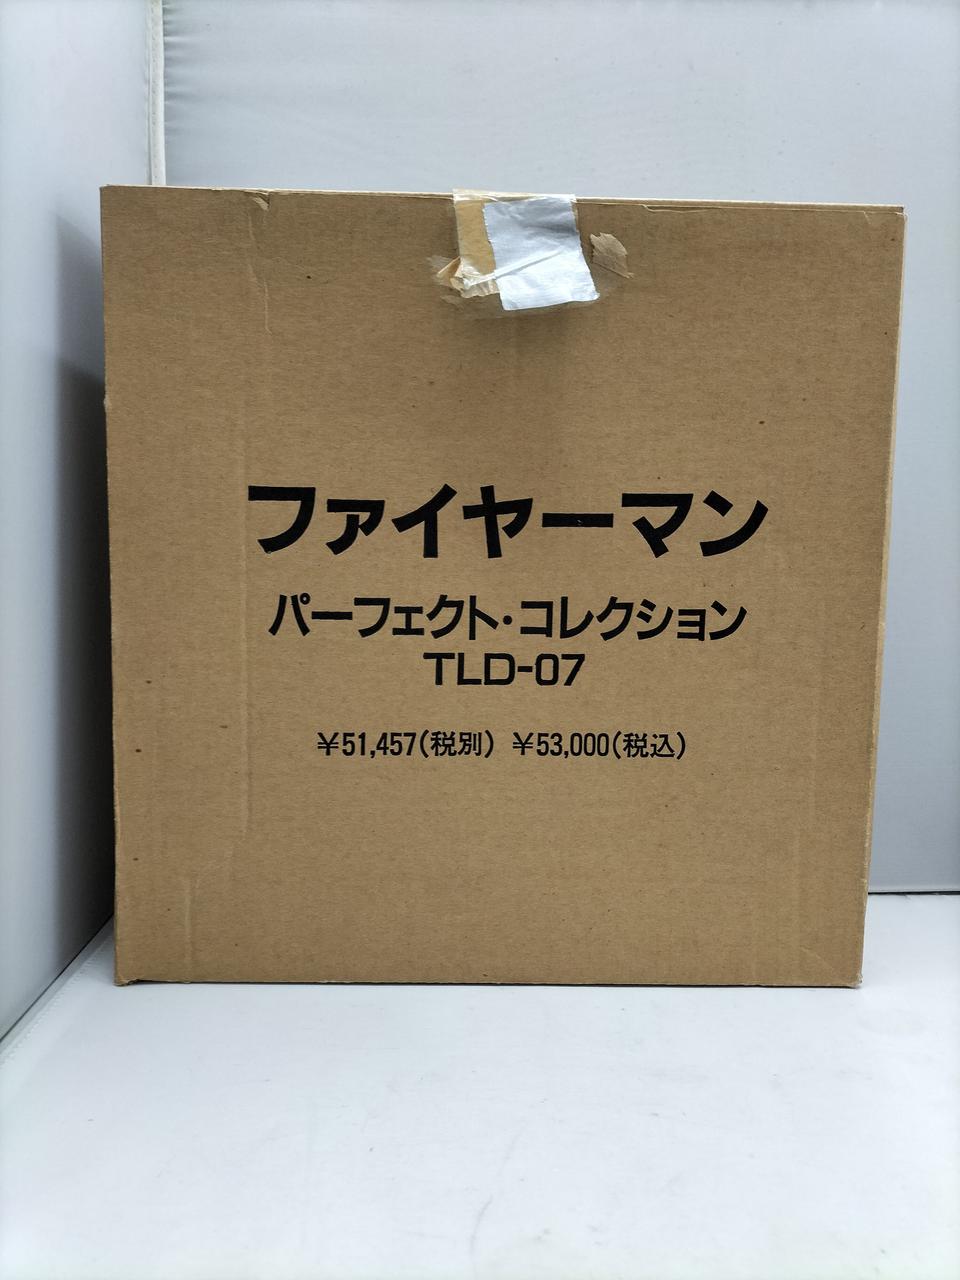 ファイヤーマン
パーフェクト・コレクション
TLD-07
￥51,457(税別) ￥53,000(税込)